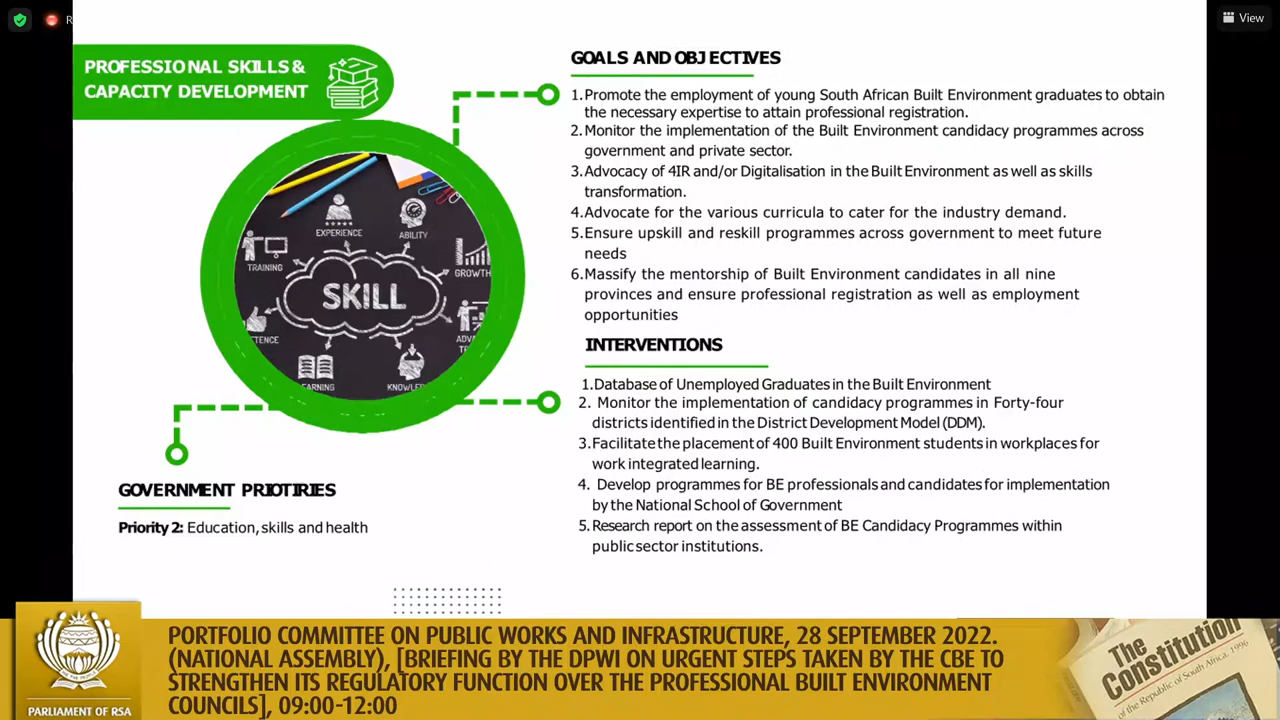 R
View
PROFESSIONAL SKILLS &
CAPACITY DEVELOPMENT
GOALS AND OBJECTIVES
1. Promote the employment of young South African Built Environment graduates to obtain
the necessary expertise to attain professional registration.
2. Monitor the implementation of the Built Environment candidacy programmes across
government and private sector.
3. Advocacy of 4IR and/or Digitalisation in the Built Environment as well as skills
transformation.
4. Advocate for the various curricula to cater for the industry demand.
5. Ensure upskill and reskill programmes across government to meet future
needs
6. Massify the mentorship of Built Environment candidates in all nine
provinces and ensure professional registration as well as employment
opportunities
EXPERIENCE
ABILITY
TRAINING
GROWTH
SKILL
TENCE
ADVA
TR
EARNING
KNOWLE
INTERVENTIONS
1. Database of Unemployed Graduates in the Built Environment
2. Monitor the implementation of candidacy programmes in Forty-four
districts identified in the District Development Model (DDM).
3. Facilitate the placement of 400 Built Environment students in workplaces for
work integrated learning.
4. Develop programmes for BE professionals and candidates for implementation
by the National School of Government
5. Research report on the assessment of BE Candidacy Programmes within
public sector institutions.
GOVERNMENT PRIOTIRIES
Priority 2: Education, skills and health
PORTFOLIO COMMITTEE ON PUBLIC WORKS AND INFRASTRUCTURE, 28 SEPTEMBER 2022.
(NATIONAL ASSEMBLY), [BRIEFING BY THE DPWI ON URGENT STEPS TAKEN BY THE CBE TO
STRENGTHEN ITS REGULATORY FUNCTION OVER THE PROFESSIONAL BUILT ENVIRONMENT
COUNCILS], 09:00-12:00
PARLIAMENT OF RSA
The
Constitution
of the Republic of South Africa, 1996